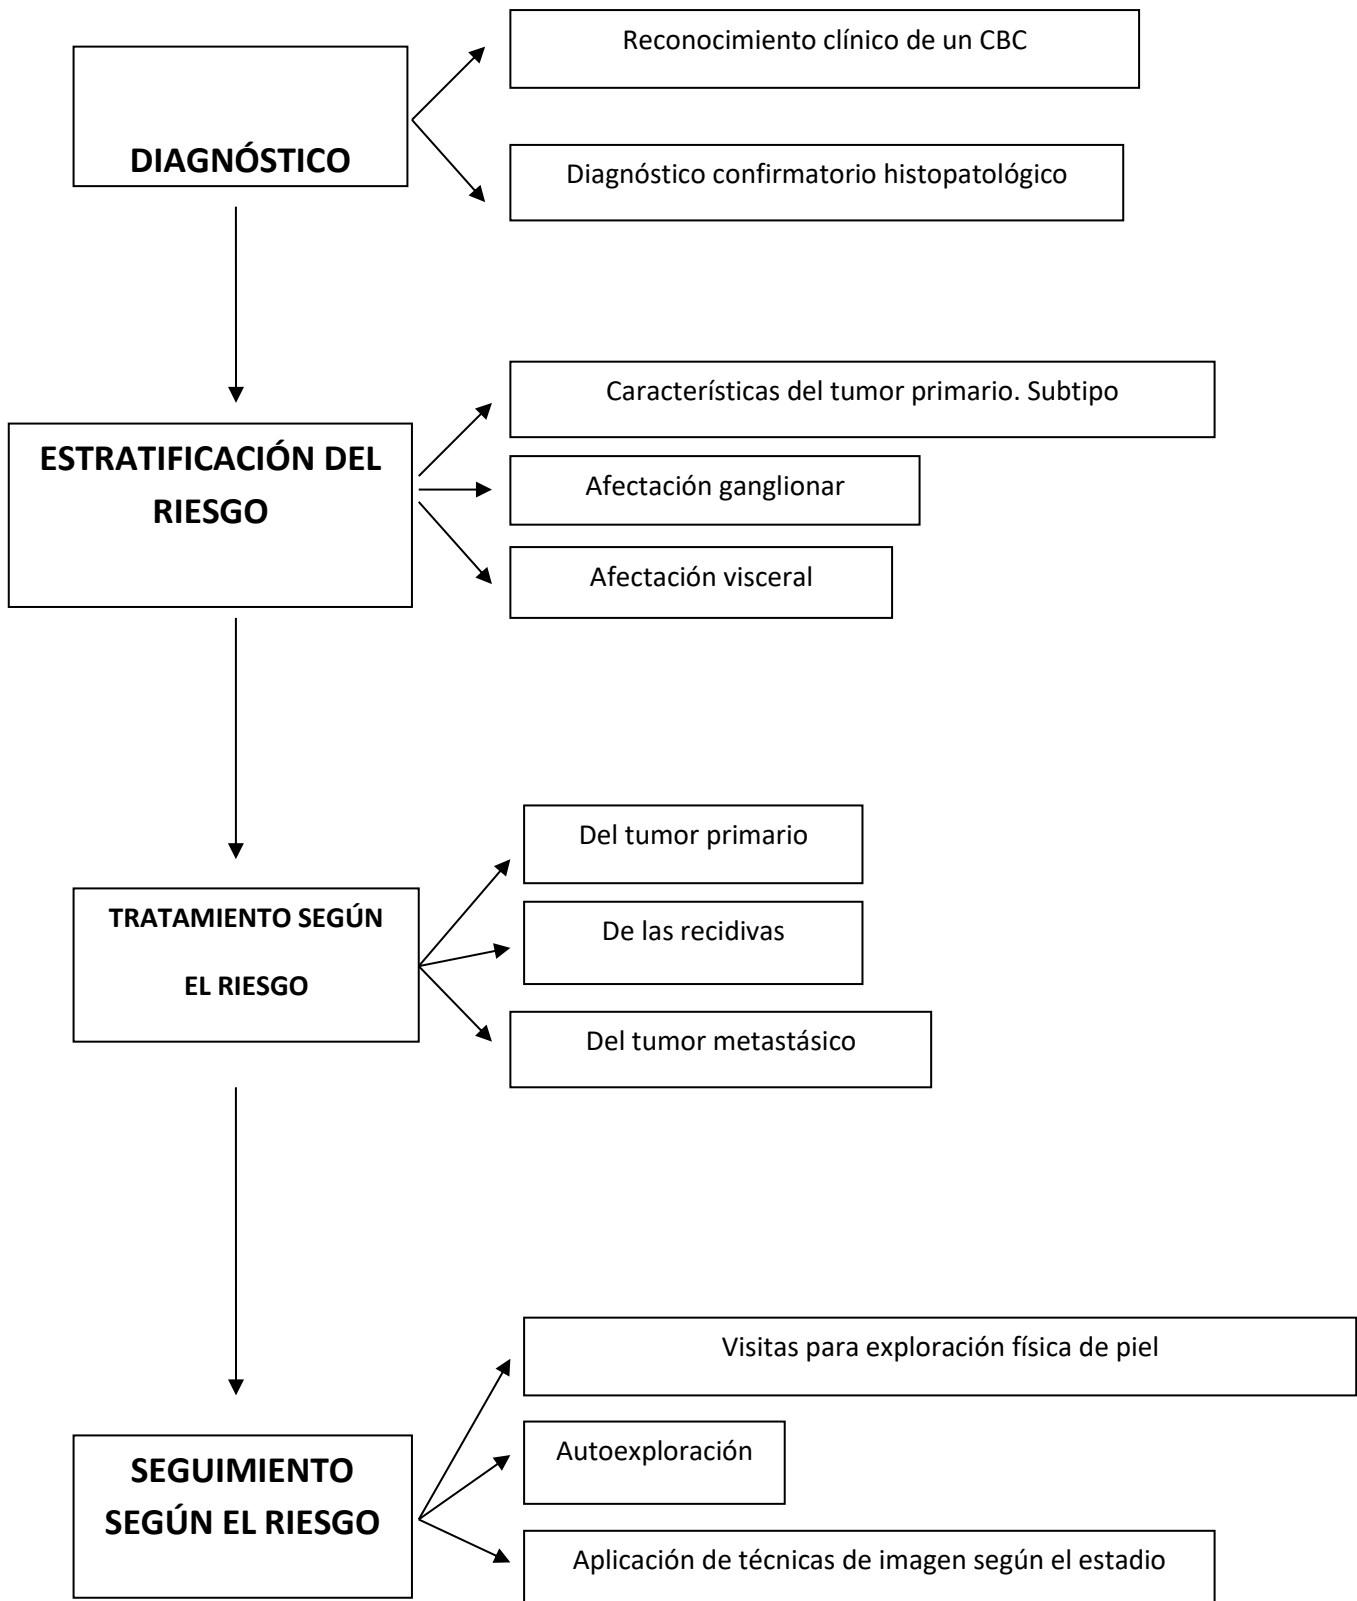 Reconocimiento clínico de un CBC
DIAGNÓSTICO
Diagnóstico confirmatorio histopatológico
Características del tumor primario. Subtipo
ESTRATIFICACIÓN DEL
RIESGO
Afectación ganglionar
Afectación visceral
Del tumor primario
TRATAMIENTO SEGÚN
EL RIESGO
De las recidivas
Del tumor metastásico
Visitas para exploración física de piel
SEGUIMIENTO
SEGÚN EL RIESGO
Autoexploración
Aplicación de técnicas de imagen según el estadio